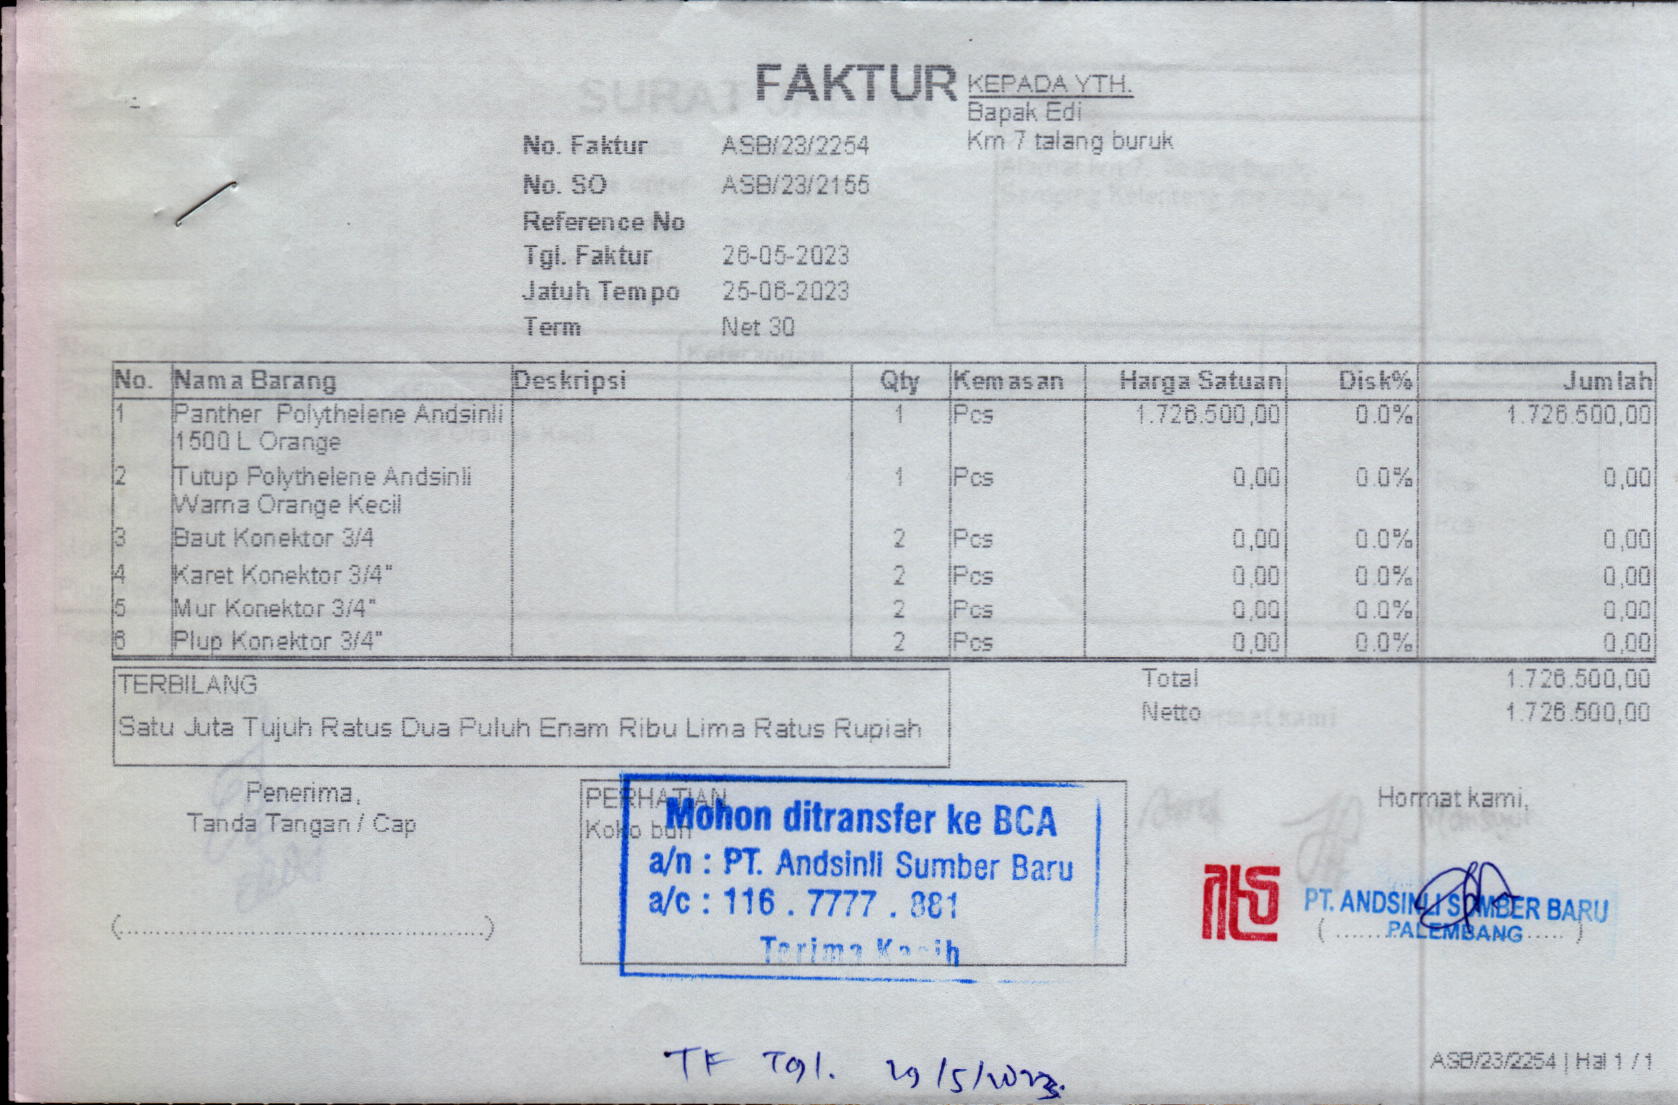 FAKTUR
KEPADA YTH.
Bapak Edi
Km 7 talang buruk
No. Faktur ASB/23/2254
No. SO ASB/23/2155
Reference No
Tgl. Faktur 26-05-2023
Jatuh Tempo 25-06-2023
Term Net 30
No. Nama Barang Deskripsi Qty Kemasan Harga Satuan Disk% Jumlah
1 Panther Polythelene Andsinli 1 Pcs 1.726.500,00 0.0% 1.726.500,00
1500 L Orange
2 Tutup Polythelene Andsinli 1 Pcs 0,00 0.0% 0,00
Warna Orange Kecil
3 Baut Konektor 3/4 2 Pcs 0,00 0.0% 0,00
4 Karet Konektor 3/4" 2 Pcs 0,00 0.0% 0,00
5 Mur Konektor 3/4" 2 Pcs 0,00 0.0% 0,00
6 Plup Konektor 3/4" 2 Pcs 0,00 0.0% 0,00
TERBILANG
Satu Juta Tujuh Ratus Dua Puluh Enam Ribu Lima Ratus Rupiah
Total 1.726.500,00
Netto 1.726.500,00
Penerima,
Tanda Tangan / Cap
(.............................................)
PERHATIAN
Koko
Mohon ditransfer ke BCA
a/n : PT. Andsinli Sumber Baru
a/c : 116 . 7777 . 881
Terima Kasih
Hormat kami,
PT. ANDSINLI SUMBER BARU
PALEMBANG
TF Tgl. 29/5/2023.
ASB/23/2254 | Hal 1 / 1